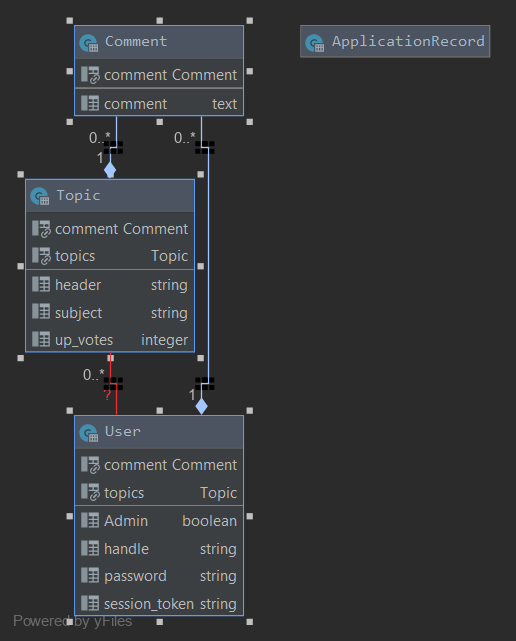 Comment
comment Comment
comment text
ApplicationRecord
0..*
0..*
1
Topic
comment Comment
topics Topic
header string
subject string
up_votes integer
0..*
?
1
User
comment Comment
topics Topic
Admin boolean
handle string
password string
session_token string
Powered by yFiles